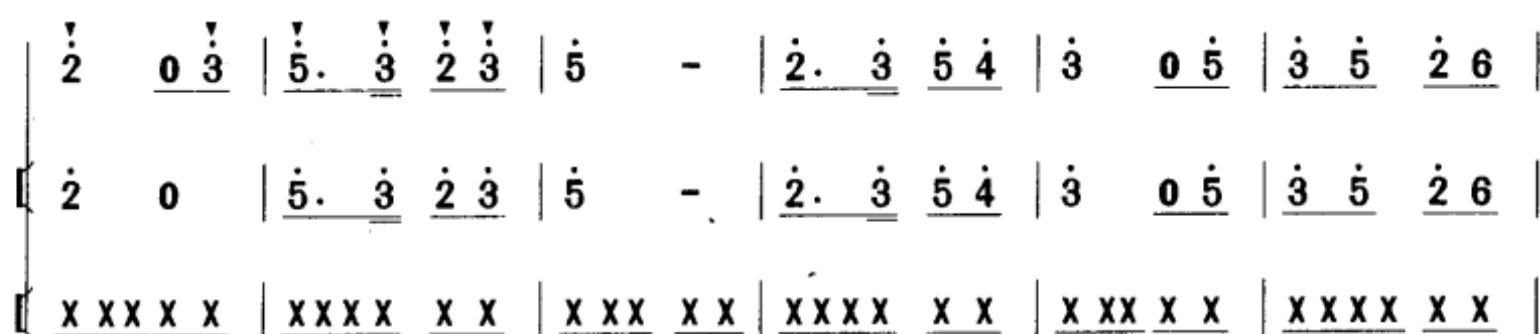 2̇ 0 3̇ | 5̇. 3̇ 2̇ 3̇ | 5̇ - | 2̇. 3̇ 5̇ 4̇ | 3̇ 0 5̇ | 3̇ 5̇ 2̇ 6 |
2̇ 0 | 5̇. 3̇ 2̇ 3̇ | 5̇ - | 2̇. 3̇ 5̇ 4̇ | 3̇ 0 5̇ | 3̇ 5̇ 2̇ 6 |
X XX X X | XXXX X X | X XX X X | XXXX X X | X XX X X | XXXX X X |